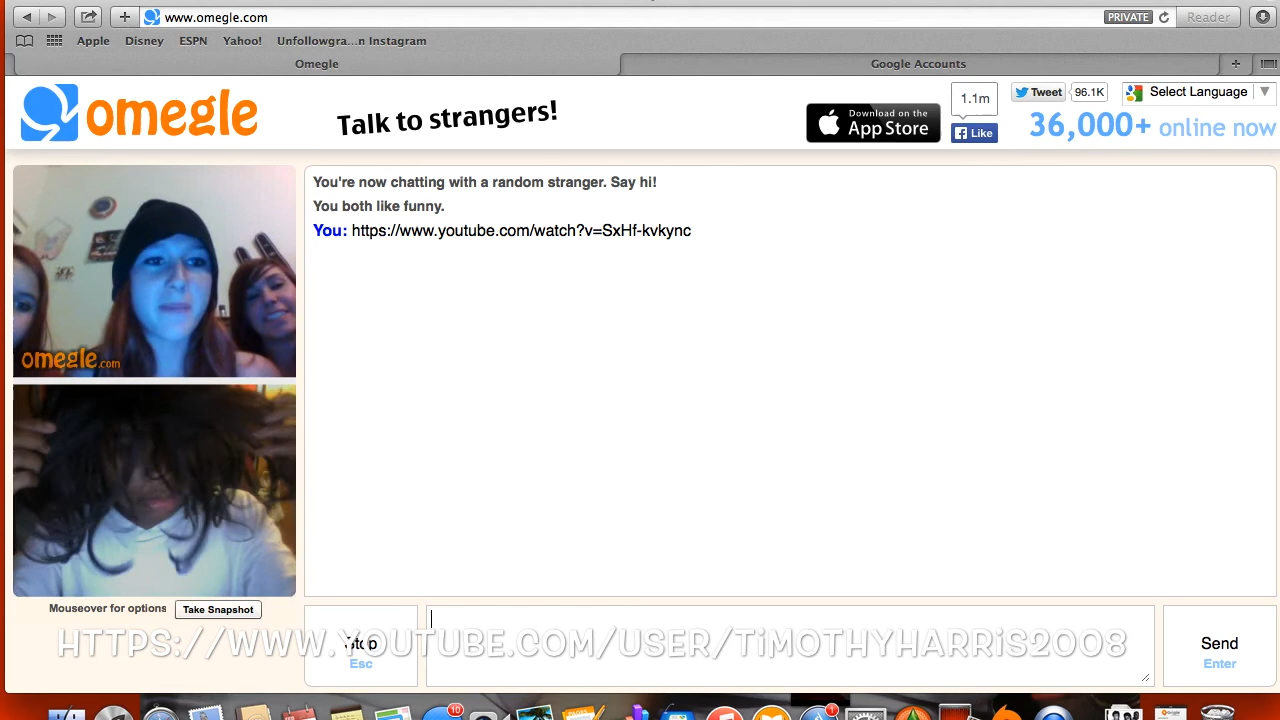 www.omegle.com
PRIVATE
Reader
Apple Disney ESPN Yahoo! Unfollowgra...n Instagram
Omegle
Google Accounts
omegle
Talk to strangers!
Download on the
App Store
1.1m
Like
Tweet
96.1K
Select Language
36,000+ online now
You're now chatting with a random stranger. Say hi!
You both like funny.
You: https://www.youtube.com/watch?v=SxHf-kvkync
omegle.com
Mouseover for options
Take Snapshot
Stop
Esc
Send
Enter
HTTPS://WWW.YOUTUBE.COM/USER/TiMOTHYHARRiS2008
10
1